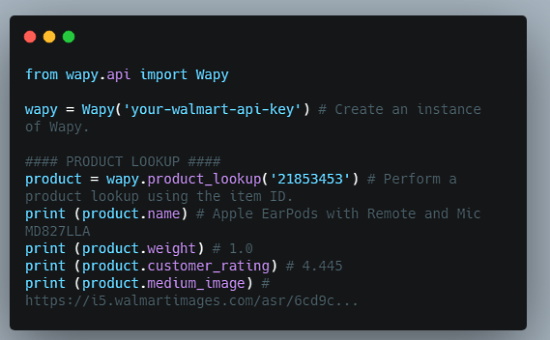 from wapy.api import Wapy
wapy = Wapy('your-walmart-api-key') # Create an instance
of Wapy.
#### PRODUCT LOOKUP ####
product = wapy.product_lookup('21853453') # Perform a
product lookup using the item ID.
print (product.name) # Apple EarPods with Remote and Mic
MD827LLA
print (product.weight) # 1.0
print (product.customer_rating) # 4.445
print (product.medium_image) #
https://i5.walmartimages.com/asr/6cd9c...